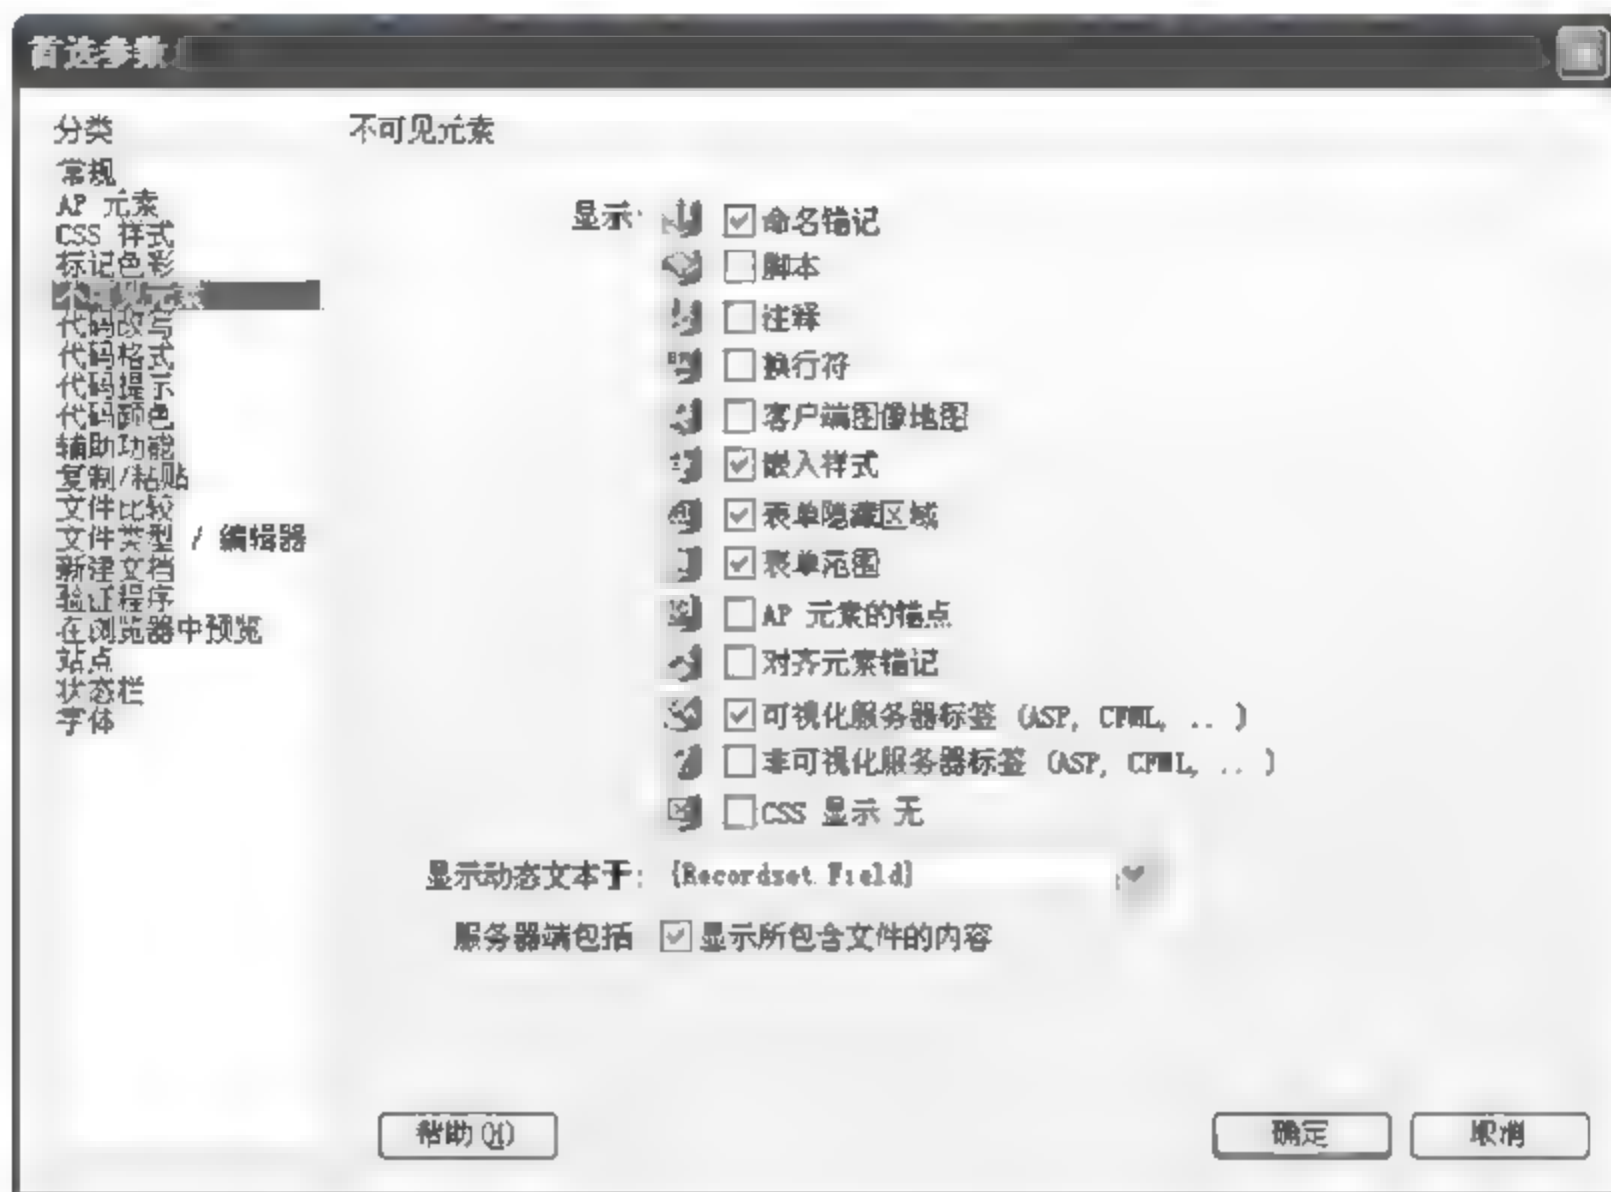 首选参数
分类
常规
AP 元素
CSS 样式
标记色彩
不可见元素
代码改写
代码格式
代码提示
代码颜色
辅助功能
复制/粘贴
文件比较
文件类型 / 编辑器
新建文档
验证程序
在浏览器中预览
站点
状态栏
字体
不可见元素
显示:
命名锚记
脚本
注释
换行符
客户端图像地图
嵌入样式
表单隐藏区域
表单范围
AP 元素的锚点
对齐元素锚记
可视化服务器标签 (ASP, CFML, .. )
非可视化服务器标签 (ASP, CFML, .. )
CSS 显示 无
显示动态文本于: {Recordset.Field}
服务器端包括 显示所包含文件的内容
帮助(H) 确定 取消